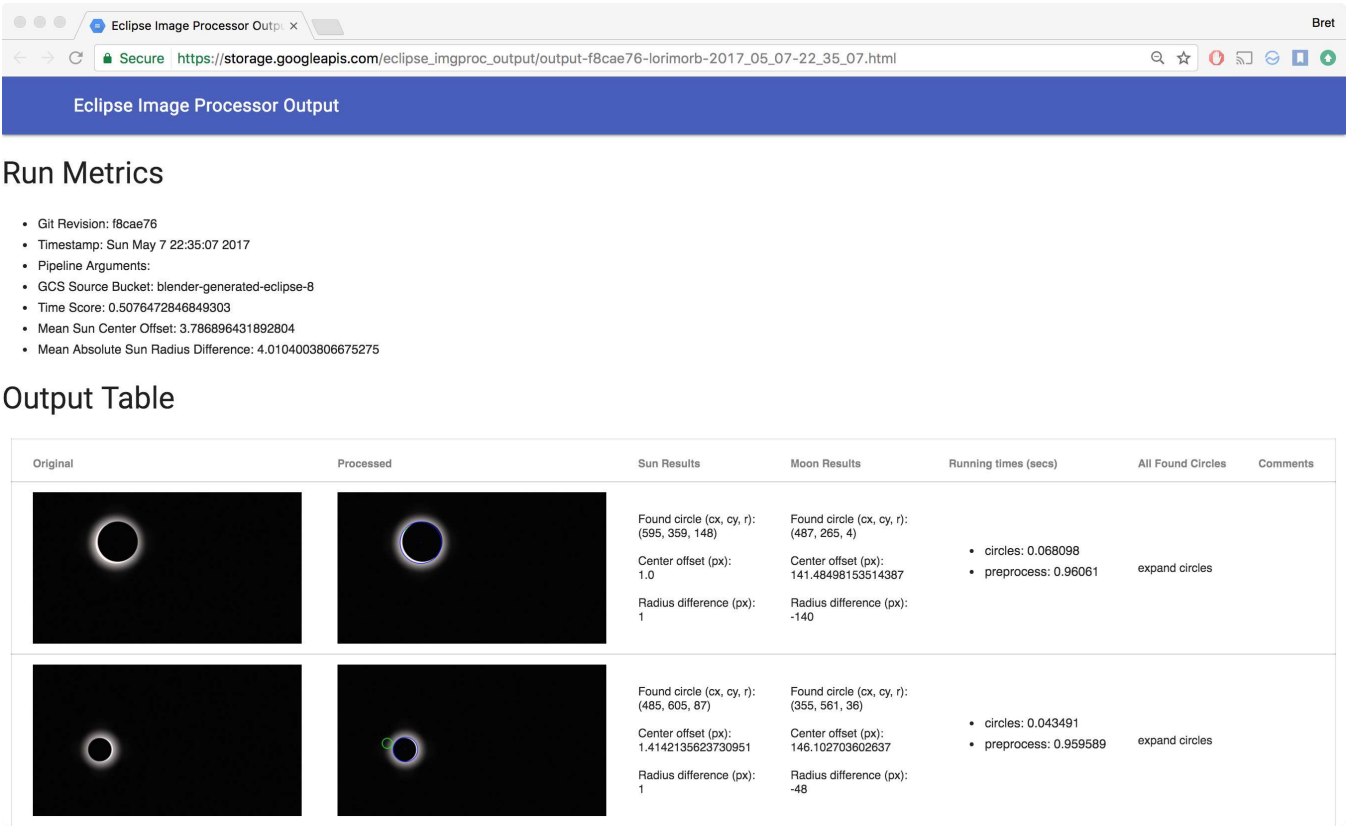 Eclipse Image Processor Outp
Bret
Secure https://storage.googleapis.com/eclipse_imgproc_output/output-f8cae76-lorimorb-2017_05_07-22_35_07.html
Eclipse Image Processor Output
Run Metrics
Git Revision: f8cae76
Timestamp: Sun May 7 22:35:07 2017
Pipeline Arguments:
GCS Source Bucket: blender-generated-eclipse-8
Time Score: 0.5076472846849303
Mean Sun Center Offset: 3.786896431892804
Mean Absolute Sun Radius Difference: 4.0104003806675275
Output Table
Original Processed Sun Results Moon Results Running times (secs) All Found Circles Comments
Found circle (cx, cy, r):
(595, 359, 148)
Center offset (px):
1.0
Radius difference (px):
1
Found circle (cx, cy, r):
(487, 265, 4)
Center offset (px):
141.48498153514387
Radius difference (px):
-140
circles: 0.068098
preprocess: 0.96061
expand circles
Found circle (cx, cy, r):
(485, 605, 87)
Center offset (px):
1.4142135623730951
Radius difference (px):
1
Found circle (cx, cy, r):
(355, 561, 36)
Center offset (px):
146.102703602637
Radius difference (px):
-48
circles: 0.043491
preprocess: 0.959589
expand circles